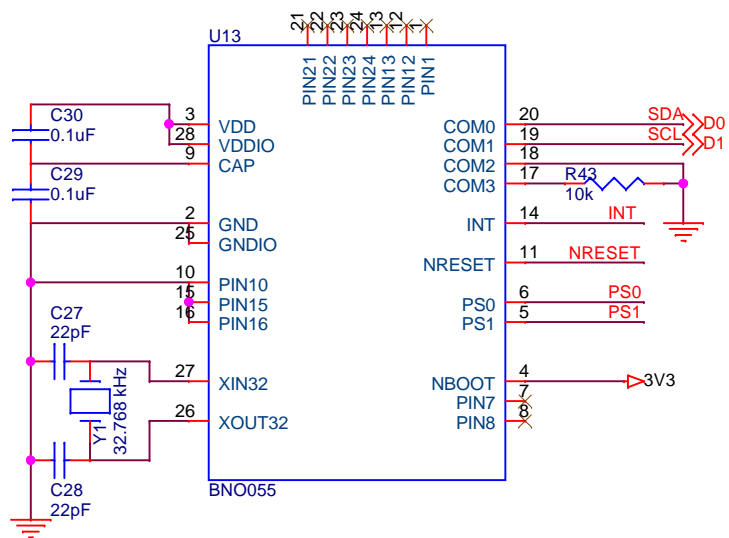 U13
21
22
23
24
13
12
1
PIN21
PIN22
PIN23
PIN24
PIN13
PIN12
PIN1
C30
0.1uF
C29
0.1uF
3 VDD
28 VDDIO
9 CAP
2 GND
25 GNDIO
10 PIN10
15 PIN15
16 PIN16
27 XIN32
26 XOUT32
C27
22pF
Y1
32.768 kHz
C28
22pF
COM0 20 SDA D0
COM1 19 SCL D1
COM2 18
COM3 17 R43
10k
INT 14 INT
NRESET 11 NRESET
PS0 6 PS0
PS1 5 PS1
NBOOT 4 3V3
PIN7 7
PIN8 8
BNO055